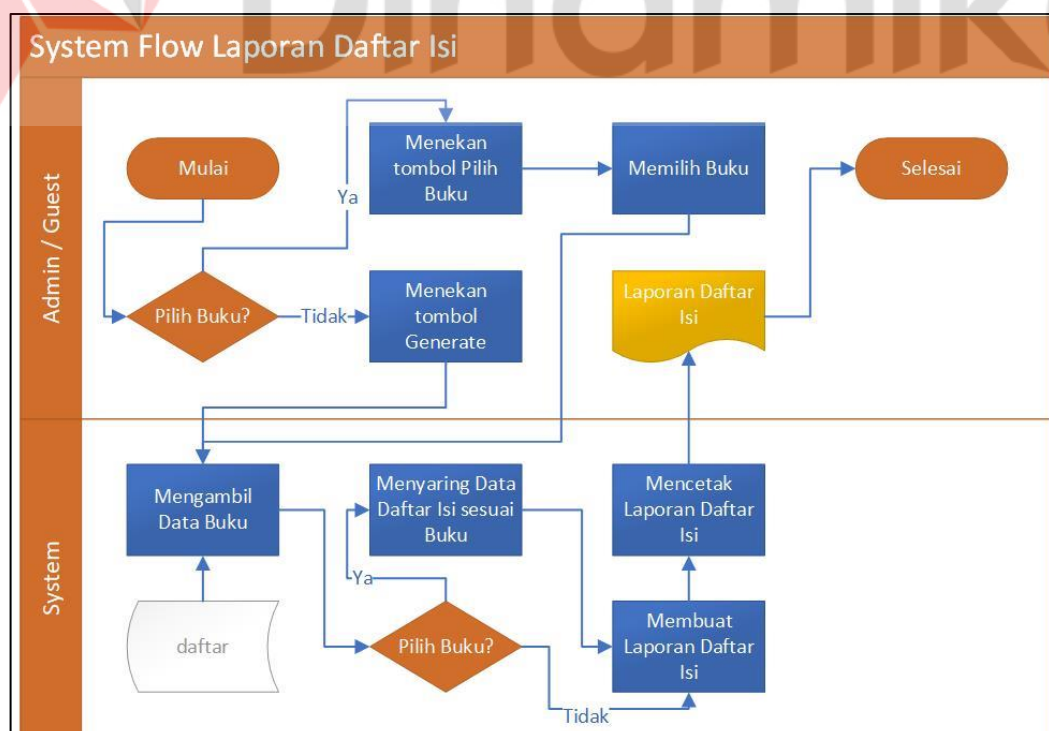 Dinamika
System Flow Laporan Daftar Isi
Admin / Guest
Mulai
Menekan
tombol Pilih
Buku
Memilih Buku
Selesai
Ya
Pilih Buku?
Tidak
Menekan
tombol
Generate
Laporan Daftar
Isi
System
Mengambil
Data Buku
Menyaring Data
Daftar Isi sesuai
Buku
Mencetak
Laporan Daftar
Isi
Ya
daftar
Pilih Buku?
Membuat
Laporan Daftar
Isi
Tidak